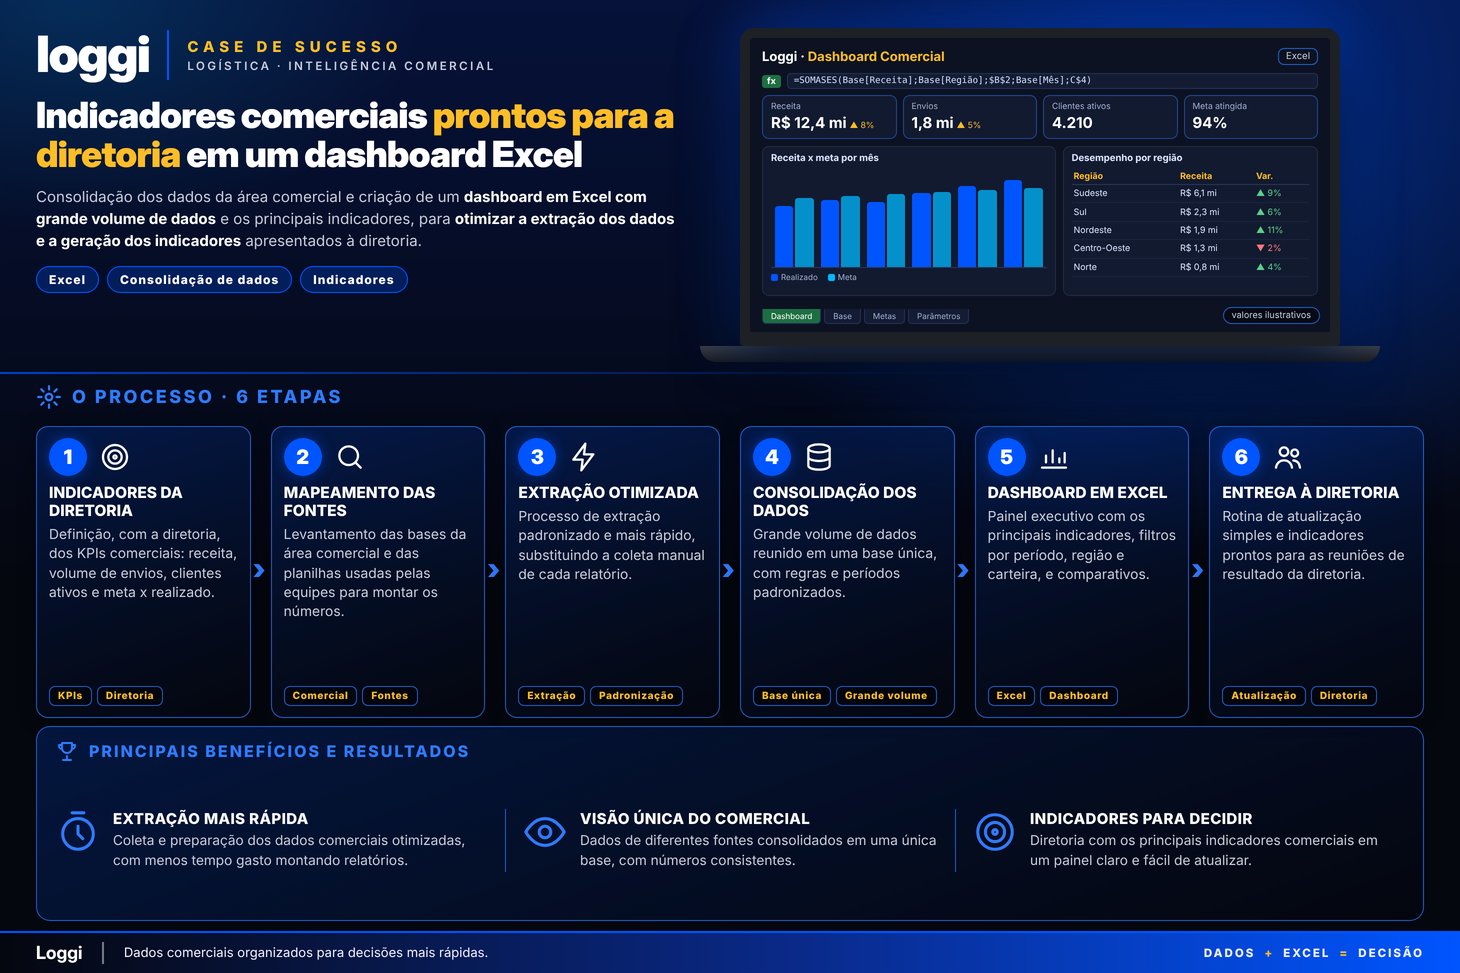 loggi
CASE DE SUCESSO
LOGÍSTICA · INTELIGÊNCIA COMERCIAL
Indicadores comerciais prontos para a
diretoria em um dashboard Excel
Consolidação dos dados da área comercial e criação de um dashboard em Excel com
grande volume de dados e os principais indicadores, para otimizar a extração dos dados
e a geração dos indicadores apresentados à diretoria.
Excel
Consolidação de dados
Indicadores
Loggi · Dashboard Comercial
Excel
fx
=SOMASES(Base[Receita];Base[Região];$B$2;Base[Mês];C$4)
Receita
R$ 12,4 mi ▲ 8%
Envios
1,8 mi ▲ 5%
Clientes ativos
4.210
Meta atingida
94%
Receita x meta por mês
Realizado
Meta
Desempenho por região
Região Receita Var.
Sudeste R$ 6,1 mi ▲ 9%
Sul R$ 2,3 mi ▲ 6%
Nordeste R$ 1,9 mi ▲ 11%
Centro-Oeste R$ 1,3 mi ▼ 2%
Norte R$ 0,8 mi ▲ 4%
Dashboard
Base
Metas
Parâmetros
valores ilustrativos
O PROCESSO · 6 ETAPAS
1
INDICADORES DA
DIRETORIA
Definição, com a diretoria,
dos KPIs comerciais: receita,
volume de envios, clientes
ativos e meta x realizado.
KPIs
Diretoria
2
MAPEAMENTO DAS
FONTES
Levantamento das bases da
área comercial e das
planilhas usadas pelas
equipes para montar os
números.
Comercial
Fontes
3
EXTRAÇÃO OTIMIZADA
Processo de extração
padronizado e mais rápido,
substituindo a coleta manual
de cada relatório.
Extração
Padronização
4
CONSOLIDAÇÃO DOS
DADOS
Grande volume de dados
reunido em uma base única,
com regras e períodos
padronizados.
Base única
Grande volume
5
DASHBOARD EM EXCEL
Painel executivo com os
principais indicadores, filtros
por período, região e
carteira, e comparativos.
Excel
Dashboard
6
ENTREGA À DIRETORIA
Rotina de atualização
simples e indicadores
prontos para as reuniões de
resultado da diretoria.
Atualização
Diretoria
PRINCIPAIS BENEFÍCIOS E RESULTADOS
EXTRAÇÃO MAIS RÁPIDA
Coleta e preparação dos dados comerciais otimizadas,
com menos tempo gasto montando relatórios.
VISÃO ÚNICA DO COMERCIAL
Dados de diferentes fontes consolidados em uma única
base, com números consistentes.
INDICADORES PARA DECIDIR
Diretoria com os principais indicadores comerciais em
um painel claro e fácil de atualizar.
Loggi
Dados comerciais organizados para decisões mais rápidas.
DADOS + EXCEL = DECISÃO